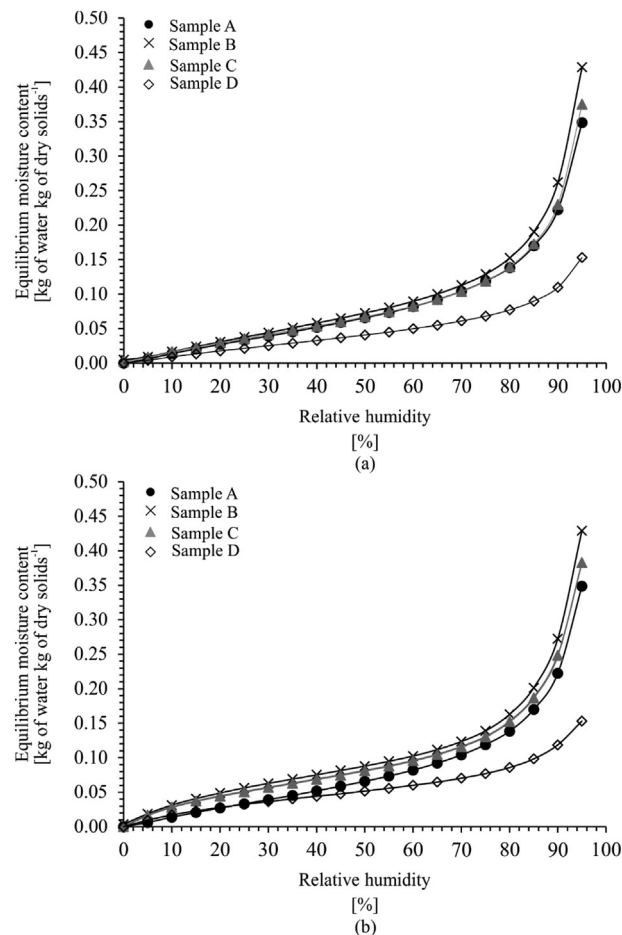 0.50
0.45
0.40
0.35
0.30
0.25
0.20
0.15
0.10
0.05
0.00
Equilibrium moisture content
[kg of water kg of dry solids-1]
Sample A
Sample B
Sample C
Sample D
0 10 20 30 40 50 60 70 80 90 100
Relative humidity
[%]
(a)
0.50
0.45
0.40
0.35
0.30
0.25
0.20
0.15
0.10
0.05
0.00
Equilibrium moisture content
[kg of water kg of dry solids-1]
Sample A
Sample B
Sample C
Sample D
0 10 20 30 40 50 60 70 80 90 100
Relative humidity
[%]
(b)